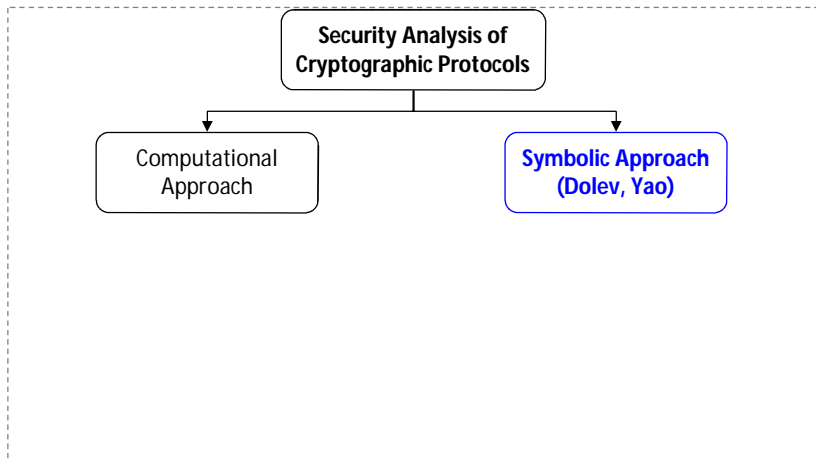 Security Analysis of
Cryptographic Protocols
Computational
Approach
Symbolic Approach
(Dolev, Yao)